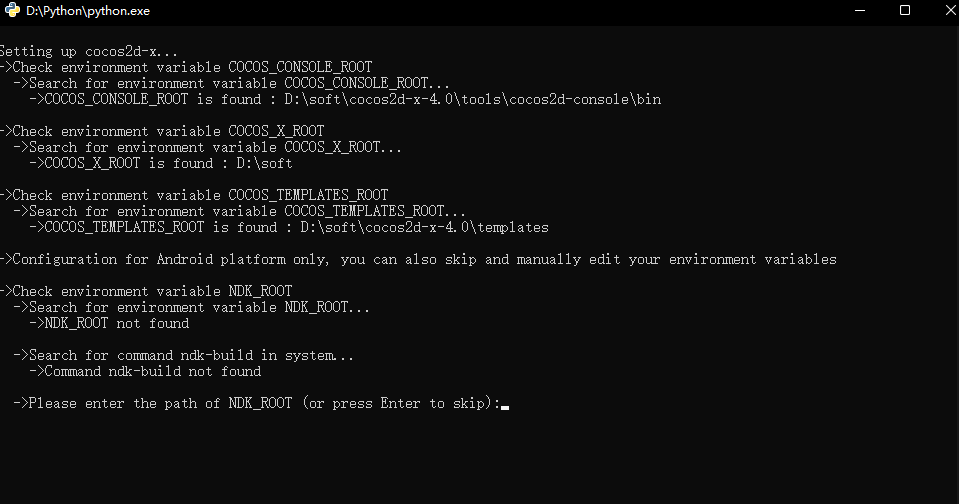 D:\Python\python.exe
Setting up cocos2d-x...
->Check environment variable COCOS_CONSOLE_ROOT
->Search for environment variable COCOS_CONSOLE_ROOT...
->COCOS_CONSOLE_ROOT is found : D:\soft\cocos2d-x-4.0\tools\cocos2d-console\bin
->Check environment variable COCOS_X_ROOT
->Search for environment variable COCOS_X_ROOT...
->COCOS_X_ROOT is found : D:\soft
->Check environment variable COCOS_TEMPLATES_ROOT
->Search for environment variable COCOS_TEMPLATES_ROOT...
->COCOS_TEMPLATES_ROOT is found : D:\soft\cocos2d-x-4.0\templates
->Configuration for Android platform only, you can also skip and manually edit your environment variables
->Check environment variable NDK_ROOT
->Search for environment variable NDK_ROOT...
->NDK_ROOT not found
->Search for command ndk-build in system...
->Command ndk-build not found
->Please enter the path of NDK_ROOT (or press Enter to skip):